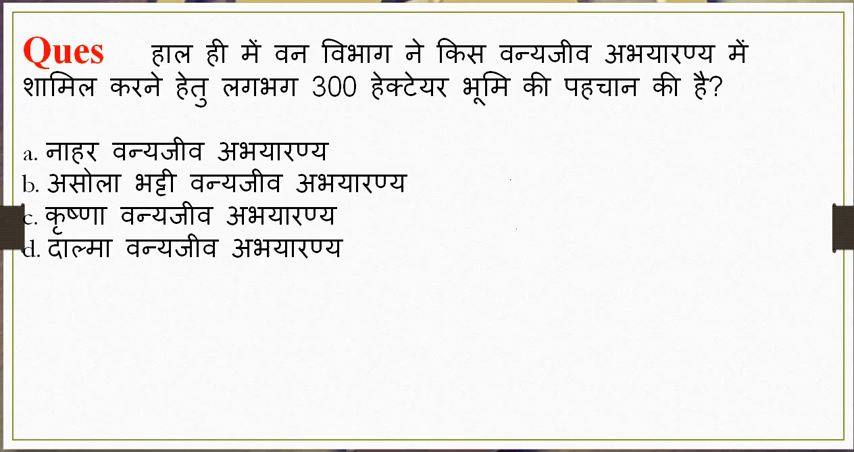 Ques हाल ही में वन विभाग ने किस वन्यजीव अभयारण्य में
शामिल करने हेतु लगभग 300 हेक्टेयर भूमि की पहचान की है?
a. नाहर वन्यजीव अभयारण्य
b. असोला भट्टी वन्यजीव अभयारण्य
c. कृष्णा वन्यजीव अभयारण्य
d. दाल्मा वन्यजीव अभयारण्य